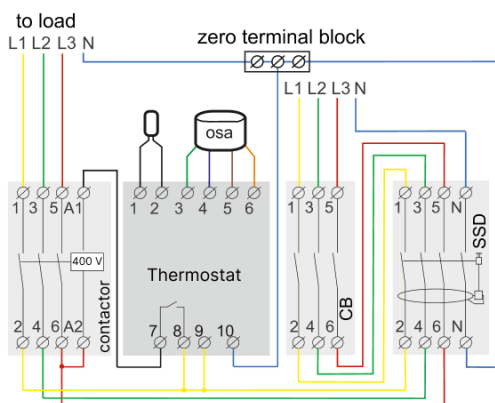 to load
L1 L2 L3 N
zero terminal block
L1 L2 L3 N
osa
1 3 5 A1
1 2 3 4 5 6
1 3 5
1 3 5 N
400 V
Thermostat
SSD
contactor
CB
7 8 9 10
2 4 6 A2
2 4 6
2 4 6 N